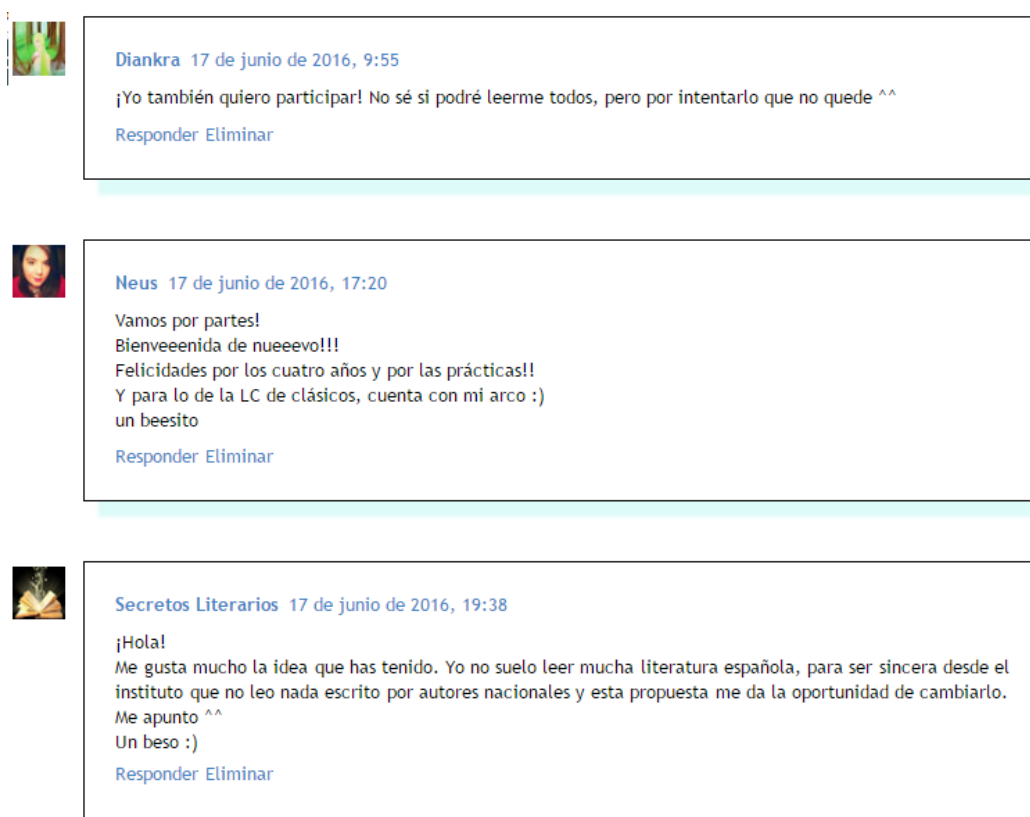 Diankra 17 de junio de 2016, 9:55
¡Yo también quiero participar! No sé si podré leerme todos, pero por intentarlo que no quede ^^
Responder Eliminar
Neus 17 de junio de 2016, 17:20
Vamos por partes!
Bienveeenida de nueeevo!!!
Felicidades por los cuatro años y por las prácticas!!
Y para lo de la LC de clásicos, cuenta con mi arco :)
un beesito
Responder Eliminar
Secretos Literarios 17 de junio de 2016, 19:38
¡Hola!
Me gusta mucho la idea que has tenido. Yo no suelo leer mucha literatura española, para ser sincera desde el
instituto que no leo nada escrito por autores nacionales y esta propuesta me da la oportunidad de cambiarlo.
Me apunto ^^
Un beso :)
Responder Eliminar